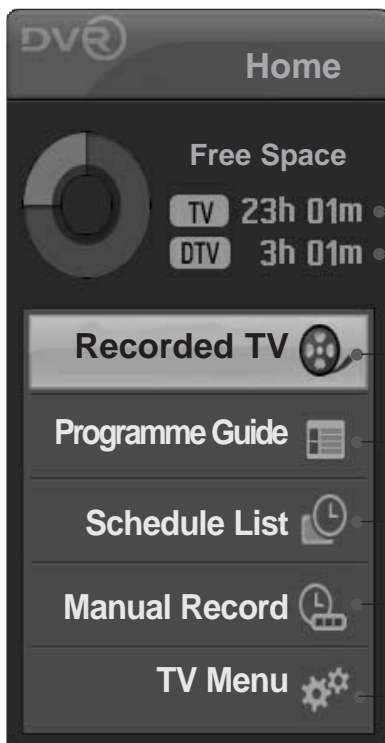 DVR
Home
Free Space
TV 23h 01m
DTV 3h 01m
Recorded TV
Programme Guide
Schedule List
Manual Record
TV Menu